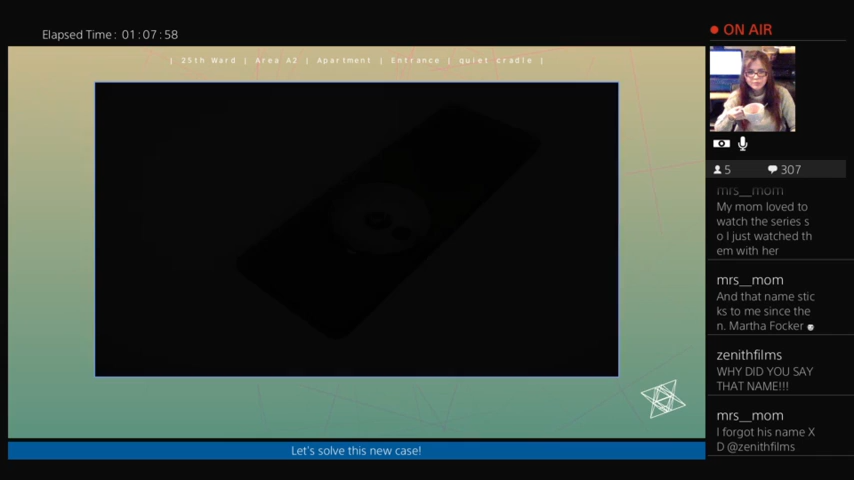 Elapsed Time: 01:07:58
ON AIR
| 25th Ward | Area A2 | Apartment | Entrance | quiet cradle |
5 307
mrs__mom
My mom loved to
watch the series s
o I just watched th
em with her
mrs__mom
And that name stic
ks to me since the
n. Martha Focker
zenithfilms
WHY DID YOU SAY
THAT NAME!!!
mrs__mom
I forgot his name X
D @zenithfilms
Let's solve this new case!